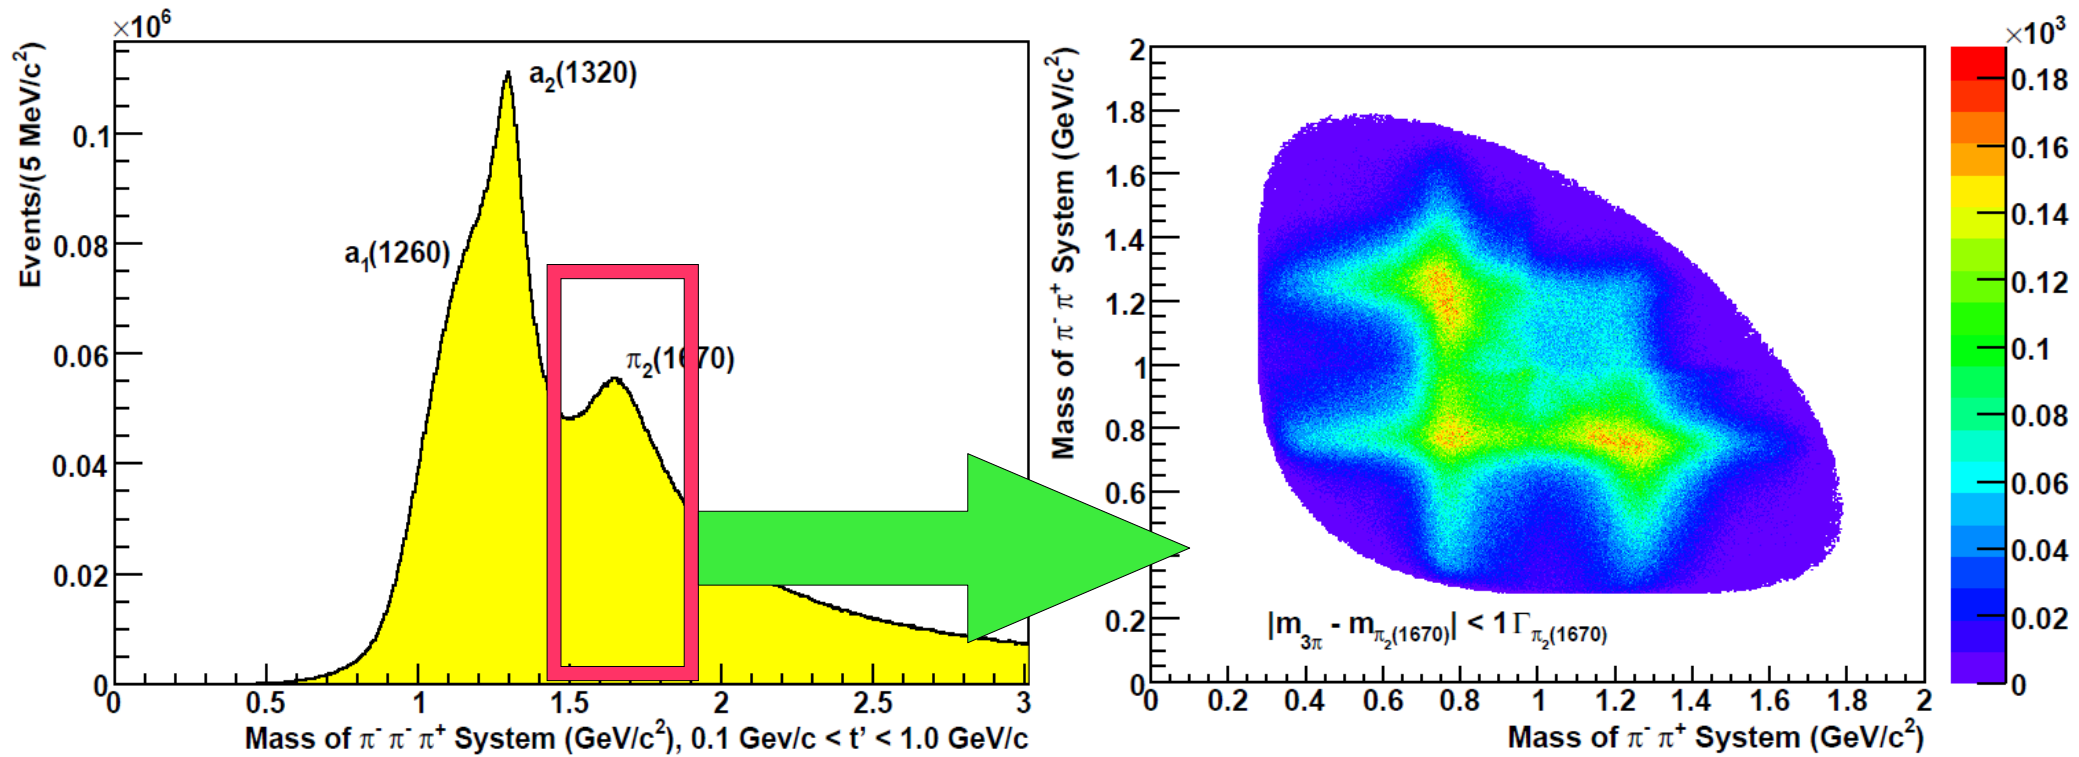 ×10⁶
Events/(5 MeV/c²)
0.1
0.08
0.06
0.04
0.02
0
a₂(1320)
a₁(1260)
π₂(1670)
0 0.5 1 1.5 2 2.5 3
Mass of π⁻ π⁻ π⁺ System (GeV/c²), 0.1 Gev/c < t' < 1.0 GeV/c
Mass of π⁻ π⁺ System (GeV/c²)
2
1.8
1.6
1.4
1.2
1
0.8
0.6
0.2
0
|m₃π - mπ₂(1670)| < 1 Γπ₂(1670)
0 0.2 0.4 0.6 0.8 1 1.2 1.4 1.6 1.8 2
Mass of π⁻ π⁺ System (GeV/c²)
×10³
0.18
0.16
0.14
0.12
0.1
0.08
0.06
0.04
0.02
0